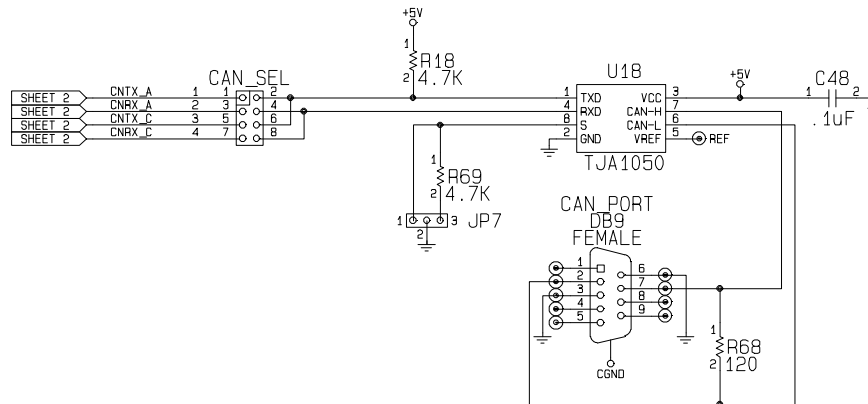 +5V
R18
4.7K
1
2
CAN_SEL
SHEET 2 CNTX_A 1 1 2
SHEET 2 CNRX_A 2 3 4
SHEET 2 CNTX_C 3 5 6
SHEET 2 CNRX_C 4 7 8
U18
1 TXD VCC 3
4 RXD CAN-H 7
8 S CAN-L 6
2 GND VREF 5
TJA1050
+5V
REF
C48
1 2
.1uF
1
2
R69
4.7K
1 2 3 JP7
CAN_PORT
DB9
FEMALE
1
2
3
4
5
6
7
8
9
CGND
1
2
R68
120